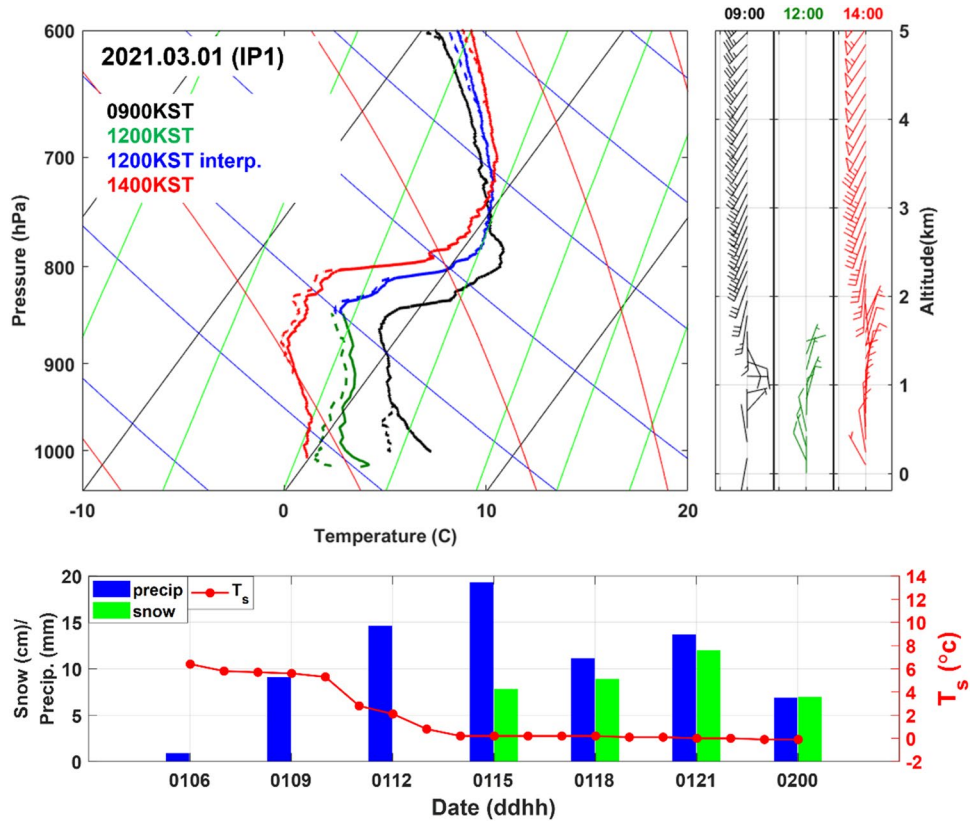 09:00 12:00 14:00
2021.03.01 (IP1)
0900KST
1200KST
1200KST interp.
1400KST
600
700
800
900
1000
Pressure (hPa)
-10 0 10 20
Temperature (C)
5
4
3
2
1
0
Altitude(km)
precip
snow
T_s
20
15
10
5
0
Snow (cm)/
Precip. (mm)
14
12
10
8
6
4
2
0
-2
T_s (°c)
0106 0109 0112 0115 0118 0121 0200
Date (ddhh)